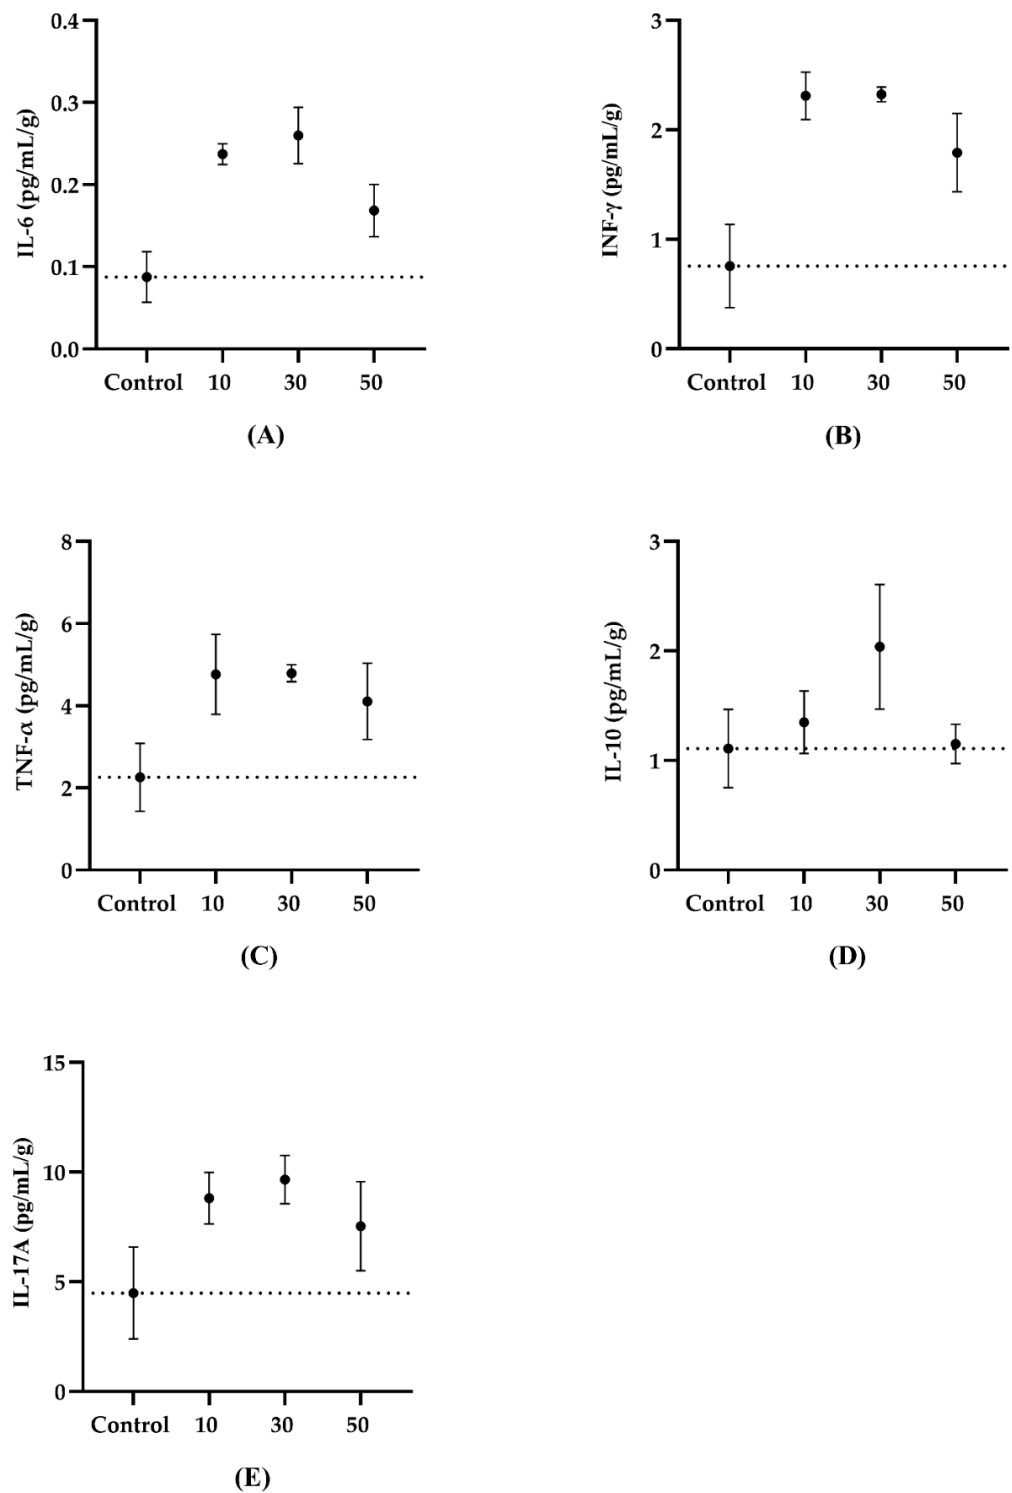 IL-6 (pg/mL/g)
0.4
0.3
0.2
0.1
0.0
Control 10 30 50
(A)
INF-γ (pg/mL/g)
3
2
1
0
Control 10 30 50
(B)
TNF-α (pg/mL/g)
8
6
4
2
0
Control 10 30 50
(C)
IL-10 (pg/mL/g)
3
2
1
0
Control 10 30 50
(D)
IL-17A (pg/mL/g)
15
10
5
0
Control 10 30 50
(E)